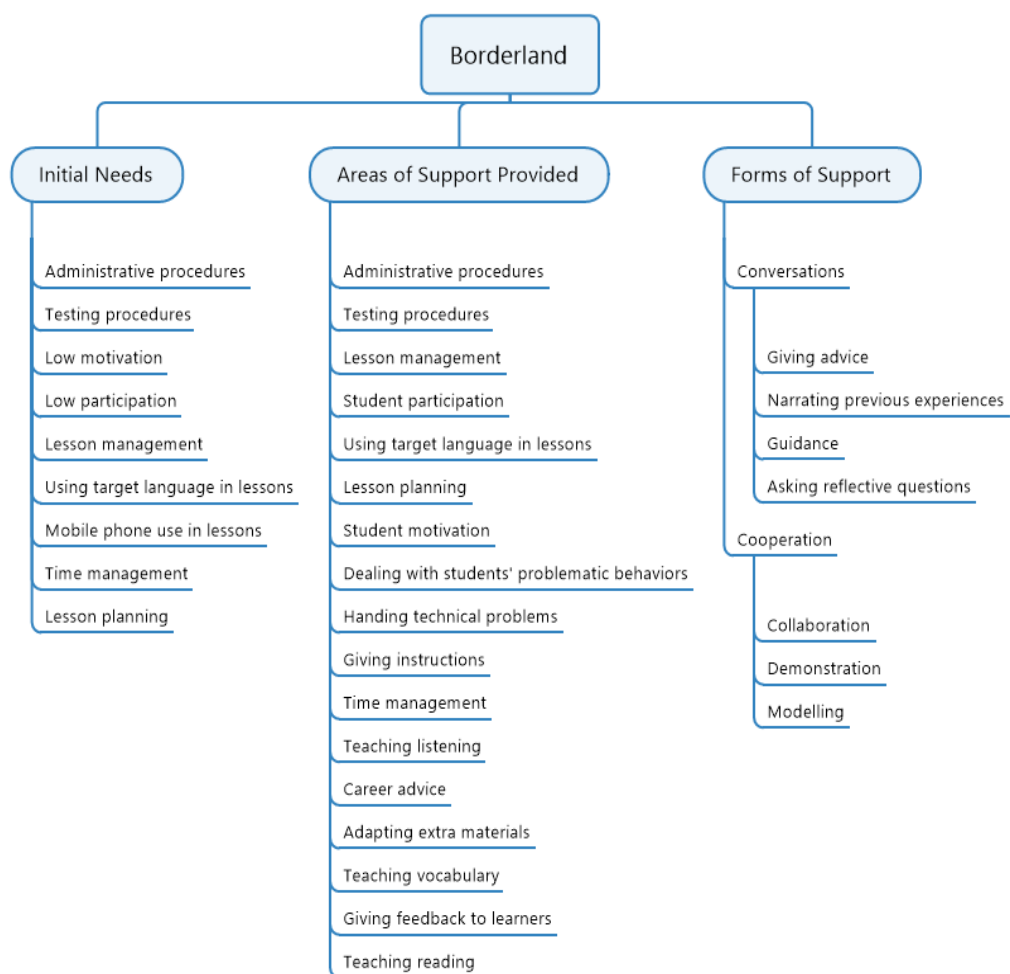 Borderland
Initial Needs
Administrative procedures
Testing procedures
Low motivation
Low participation
Lesson management
Using target language in lessons
Mobile phone use in lessons
Time management
Lesson planning
Areas of Support Provided
Administrative procedures
Testing procedures
Lesson management
Student participation
Using target language in lessons
Lesson planning
Student motivation
Dealing with students' problematic behaviors
Handing technical problems
Giving instructions
Time management
Teaching listening
Career advice
Adapting extra materials
Teaching vocabulary
Giving feedback to learners
Teaching reading
Forms of Support
Conversations
Giving advice
Narrating previous experiences
Guidance
Asking reflective questions
Cooperation
Collaboration
Demonstration
Modelling